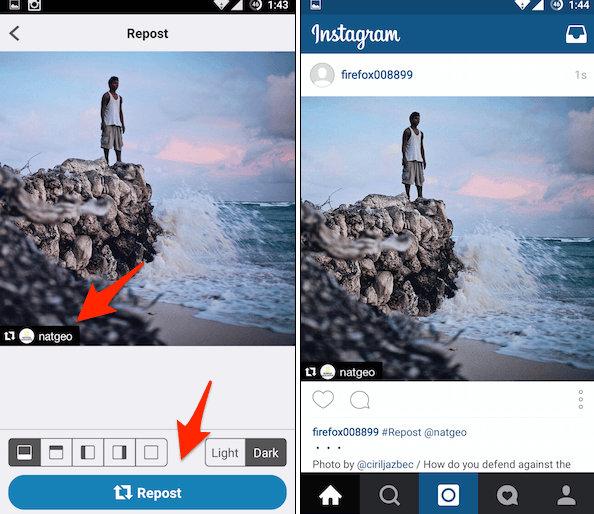 1:43
Repost
natgeo
Light
Dark
Repost
1:44
Instagram
firefox008899
1s
natgeo
firefox008899 #Repost @natgeo
• • •
Photo by @ciriljazbec / How do you defend against the